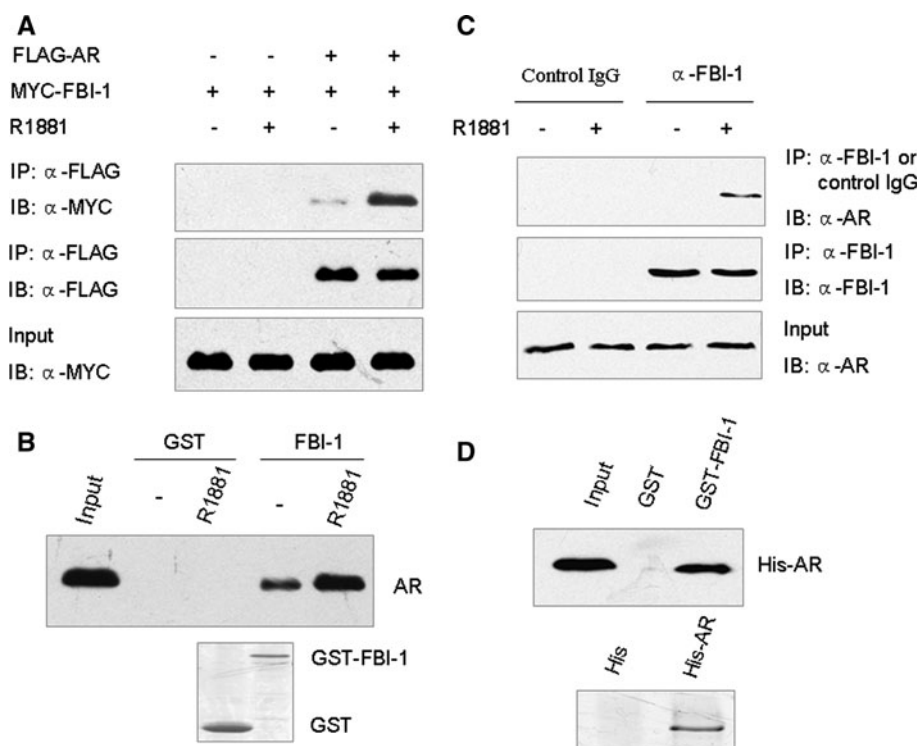 A
FLAG-AR - - + +
MYC-FBI-1 + + + +
R1881 - + - +
IP: α-FLAG
IB: α-MYC
IP: α-FLAG
IB: α-FLAG
Input
IB: α-MYC
B
GST FBI-1
Input - R1881 - R1881
AR
GST-FBI-1
GST
C
Control IgG α-FBI-1
R1881 - + - +
IP: α-FBI-1 or
control IgG
IB: α-AR
IP: α-FBI-1
IB: α-FBI-1
Input
IB: α-AR
D
Input GST GST-FBI-1
His-AR
His His-AR